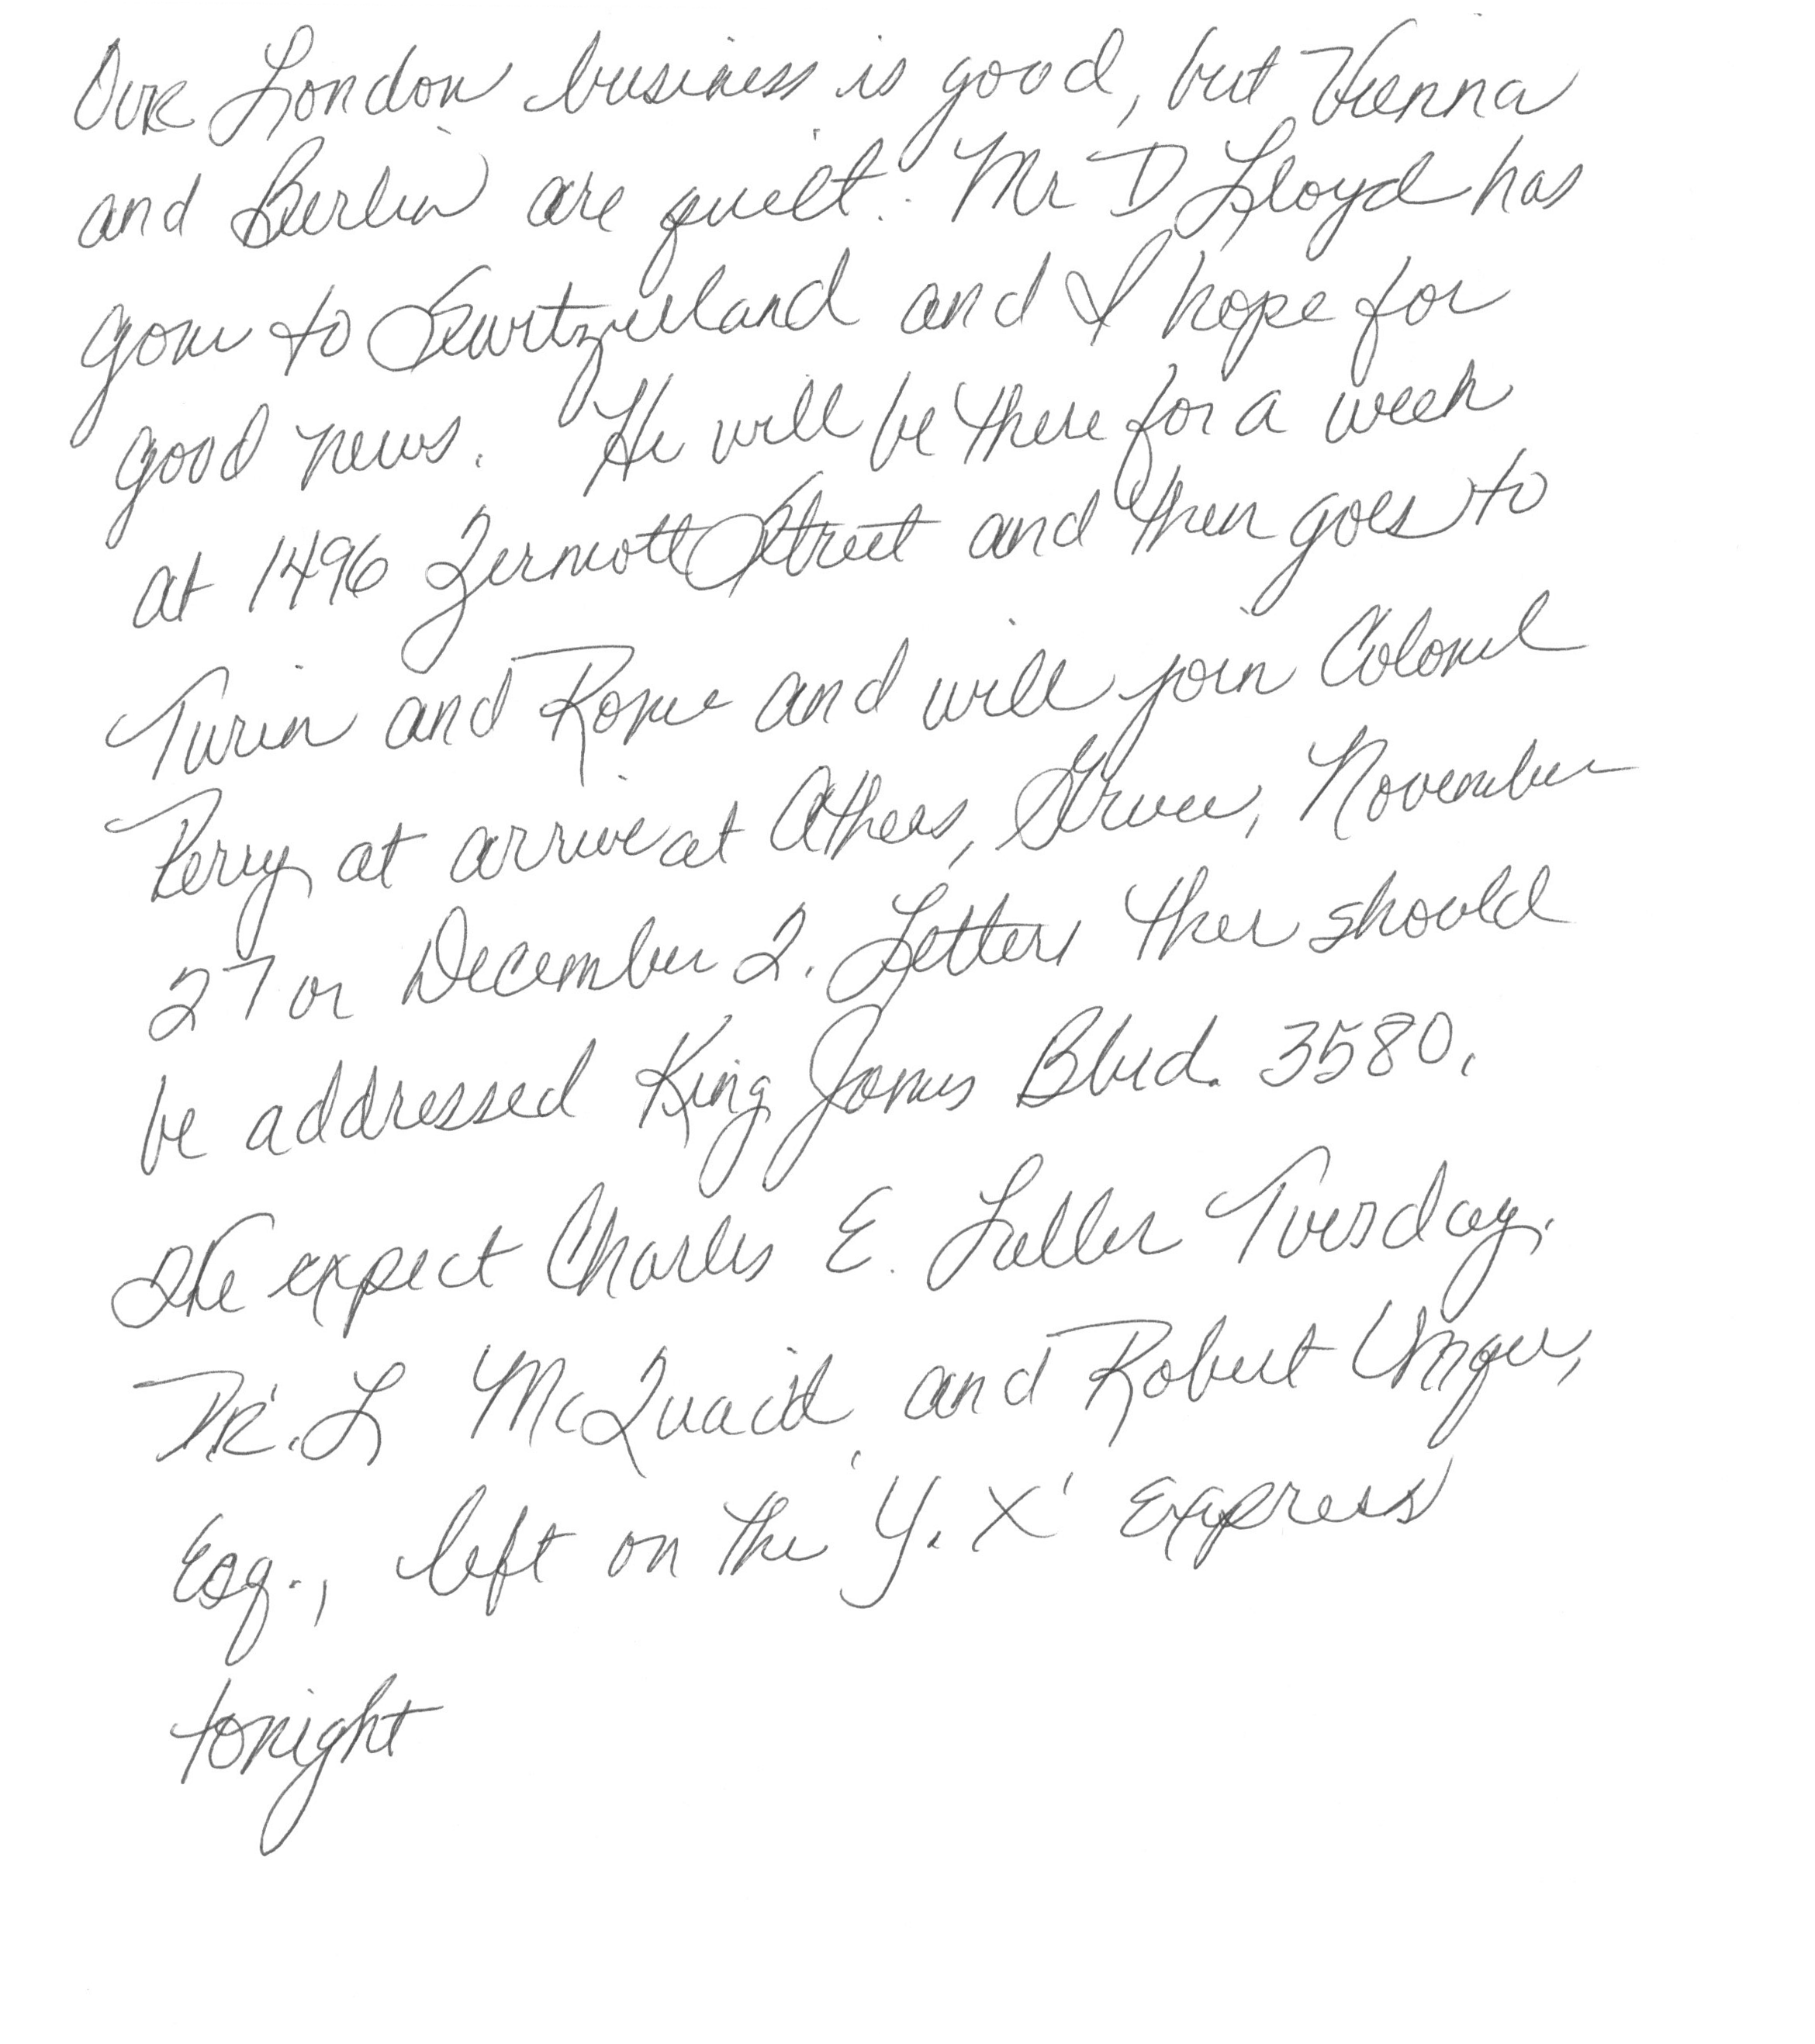 Our London business is good, but Vienna
and Berlin are quiet. Mr D Lloyd has
gone to Switzerland and I hope for
good news. He will be there for a week
at 1496 Zermott Street and then goes to
Turin and Rome and will join Colonel
Perry at arrive at Athens, Greece, November
27 or December 2. Letters ther should
be addressed King James Blvd. 3580.
We expect Charles E. Fuller Tuesday.
Dr. L McQuaid, and Robert Unger,
Esq., left on the 'Y. X' Express
tonight